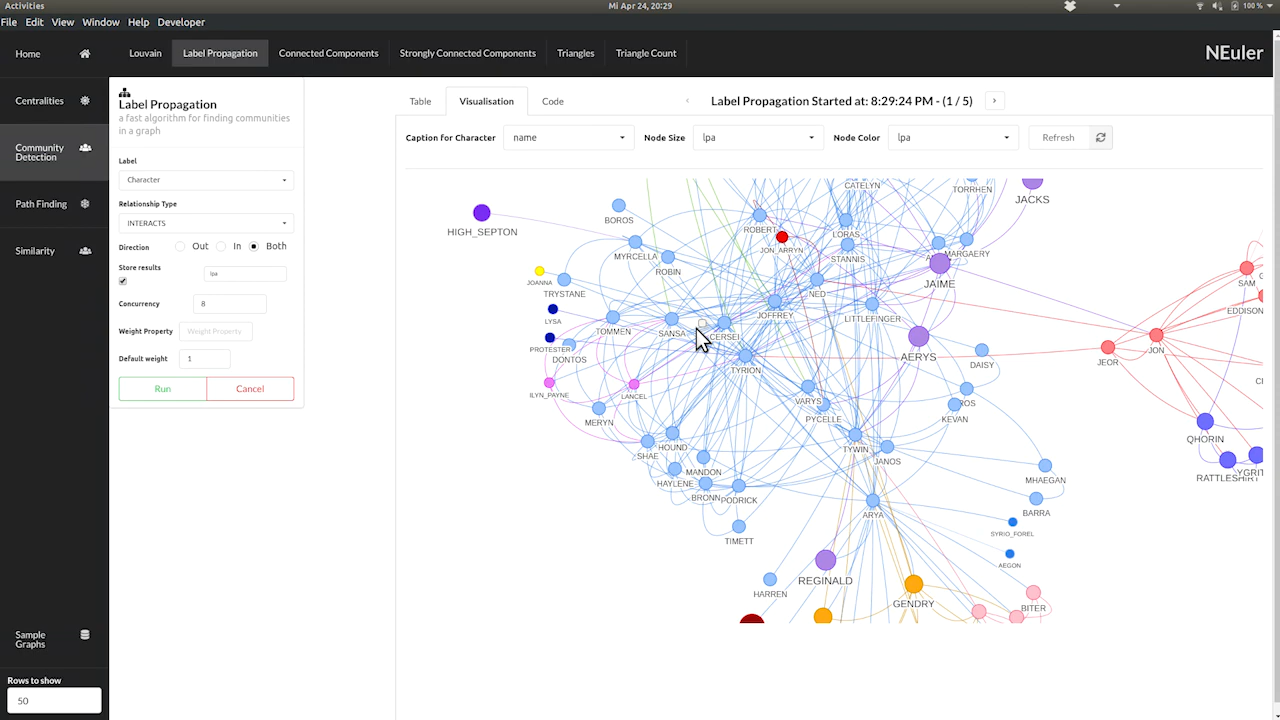 Activities
Mi Apr 24, 20:29
100 %
File Edit View Window Help Developer
Home
Louvain Label Propagation Connected Components Strongly Connected Components Triangles Triangle Count
NEuler
Centralities
Community
Detection
Path Finding
Similarity
Sample
Graphs
Rows to show
50
Label Propagation
a fast algorithm for finding communities
in a graph
Label
Character
Relationship Type
INTERACTS
Direction Out In Both
Store results lpa
Concurrency 8
Weight Property Weight Property
Default weight 1
Run Cancel
Table Visualisation Code
Label Propagation Started at: 8:29:24 PM - (1 / 5)
Caption for Character name Node Size lpa Node Color lpa Refresh
CATELYN
TORRHEN
JACKS
HIGH_SEPTON
BOROS
ROBERT
LORAS
JON_ARRYN
MYRCELLA
STANNIS
MARGAERY
ROBIN
JOANNA
TRYSTANE
NED
JAIME
SAM
LYSA
TOMMEN
SANSA
CERSEI
JOFFREY
LITTLEFINGER
EDDISON
PROTESTER
DONTOS
TYRION
AERYS
DAISY
JEOR
JON
ILYN_PAYNE
LANCEL
VARYS
PYCELLE
ROS
KEVAN
MERYN
HOUND
SHAE
TYWIN
JANOS
QHORIN
MANDON
HAYLENE
BRONN
PODRICK
MHAEGAN
RATTLESHIRT
YGRIT
BARRA
ARYA
TIMETT
SYRIO_FOREL
AEGON
REGINALD
HARREN
GENDRY
BITER